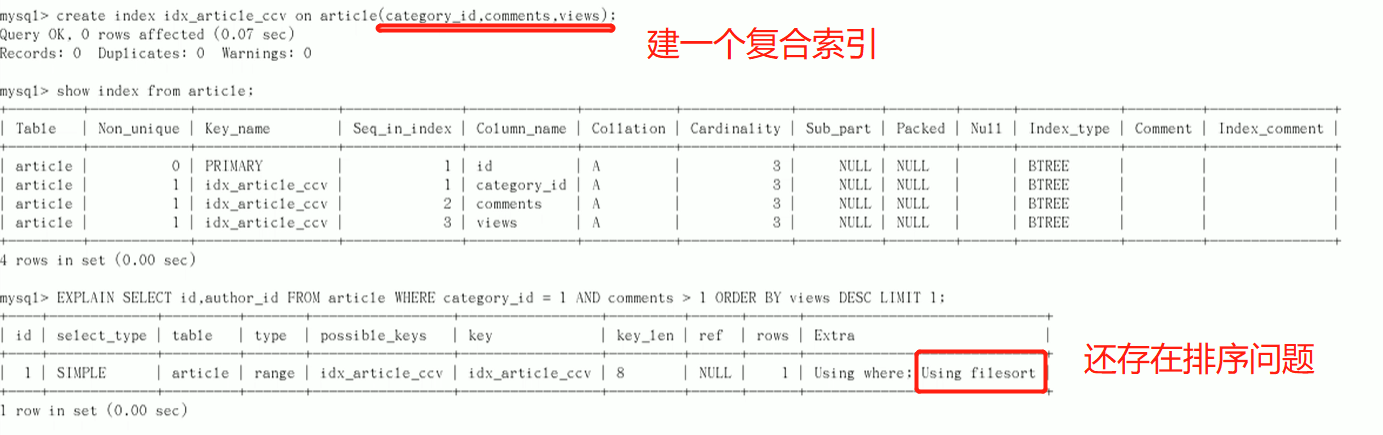 mysql> create index idx_article_ccv on article(category_id,comments,views);
Query OK, 0 rows affected (0.07 sec)
Records: 0  Duplicates: 0  Warnings: 0
建一个复合索引
mysql> show index from article;
| Table | Non_unique | Key_name | Seq_in_index | Column_name | Collation | Cardinality | Sub_part | Packed | Null | Index_type | Comment | Index_comment |
| article | 0 | PRIMARY | 1 | id | A | 3 | NULL | NULL | | BTREE | | |
| article | 1 | idx_article_ccv | 1 | category_id | A | 3 | NULL | NULL | | BTREE | | |
| article | 1 | idx_article_ccv | 2 | comments | A | 3 | NULL | NULL | | BTREE | | |
| article | 1 | idx_article_ccv | 3 | views | A | 3 | NULL | NULL | | BTREE | | |
4 rows in set (0.00 sec)
mysql> EXPLAIN SELECT id,author_id FROM article WHERE category_id = 1 AND comments > 1 ORDER BY views DESC LIMIT 1;
| id | select_type | table | type | possible_keys | key | key_len | ref | rows | Extra |
| 1 | SIMPLE | article | range | idx_article_ccv | idx_article_ccv | 8 | NULL | 1 | Using where; Using filesort |
还存在排序问题
1 row in set (0.00 sec)